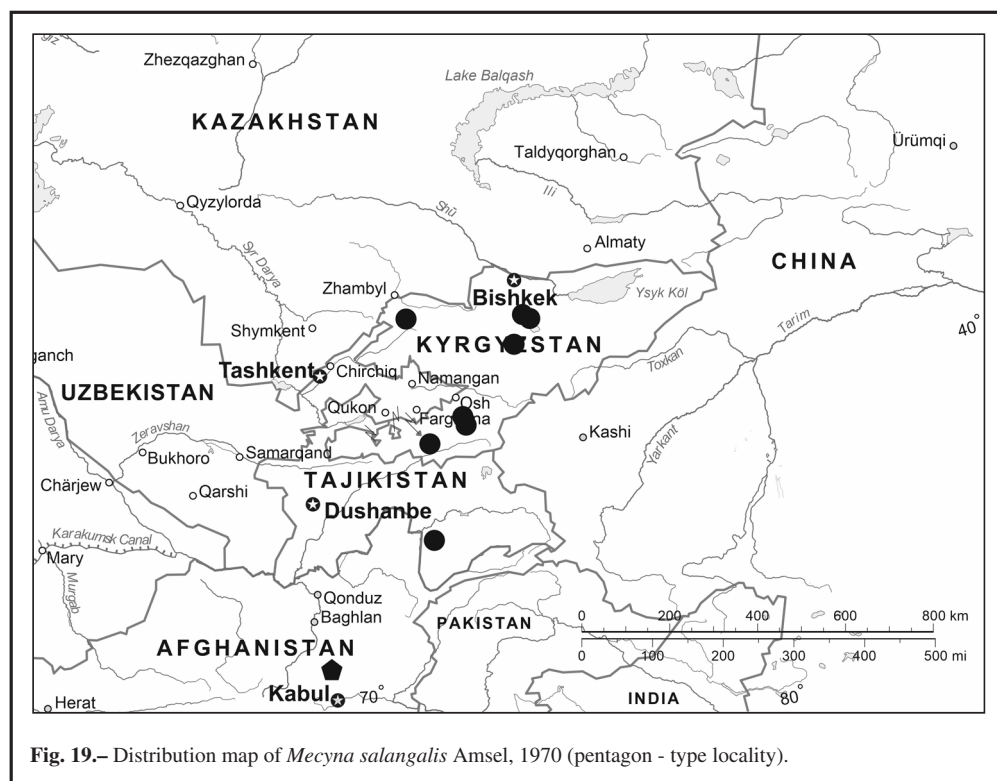 Zhezqazghan
Lake Balqash
KAZAKHSTAN
Taldyqorghan
Ürümqi
Ili
Qyzylorda
Shū
Syr Darya
Almaty
CHINA
Zhambyl
Bishkek
Ysyk Köl
Tarim
40°
Shymkent
KYRGYZSTAN
Toxkan
Tashkent
Chirchiq
Namangan
UZBEKISTAN
Qukon
Osh
Farghona
Kashi
Amu Darya
Zeravshan
Yarkant
Bukhoro
Samarqand
TAJIKISTAN
Chärjew
Qarshi
Dushanbe
Karakumsk Canal
Mary
Murgab
Qonduz
Baghlan
PAKISTAN
0 200 400 600 800 km
0 100 200 300 400 500 mi
AFGHANISTAN
Kabul
70°
80°
INDIA
Herat
Fig. 19.– Distribution map of Mecyna salangalis Amsel, 1970 (pentagon - type locality).